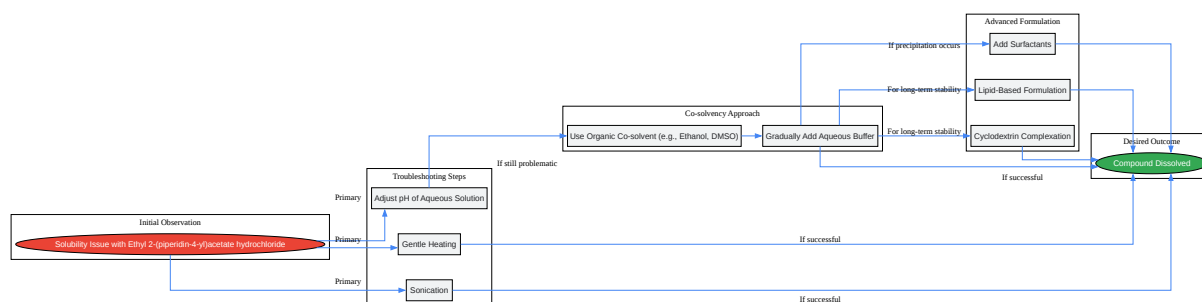 Advanced Formulation
If precipitation occurs
Add Surfactants
For long-term stability
Lipid-Based Formulation
Co-solvency Approach
Use Organic Co-solvent (e.g., Ethanol, DMSO)
Gradually Add Aqueous Buffer
For long-term stability
Cyclodextrin Complexation
Desired Outcome
Compound Dissolved
If still problematic
If successful
Troubleshooting Steps
Primary
Adjust pH of Aqueous Solution
Initial Observation
Solubility Issue with Ethyl 2-(piperidin-4-yl)acetate hydrochloride
Primary
Gentle Heating
If successful
Primary
Sonication
If successful